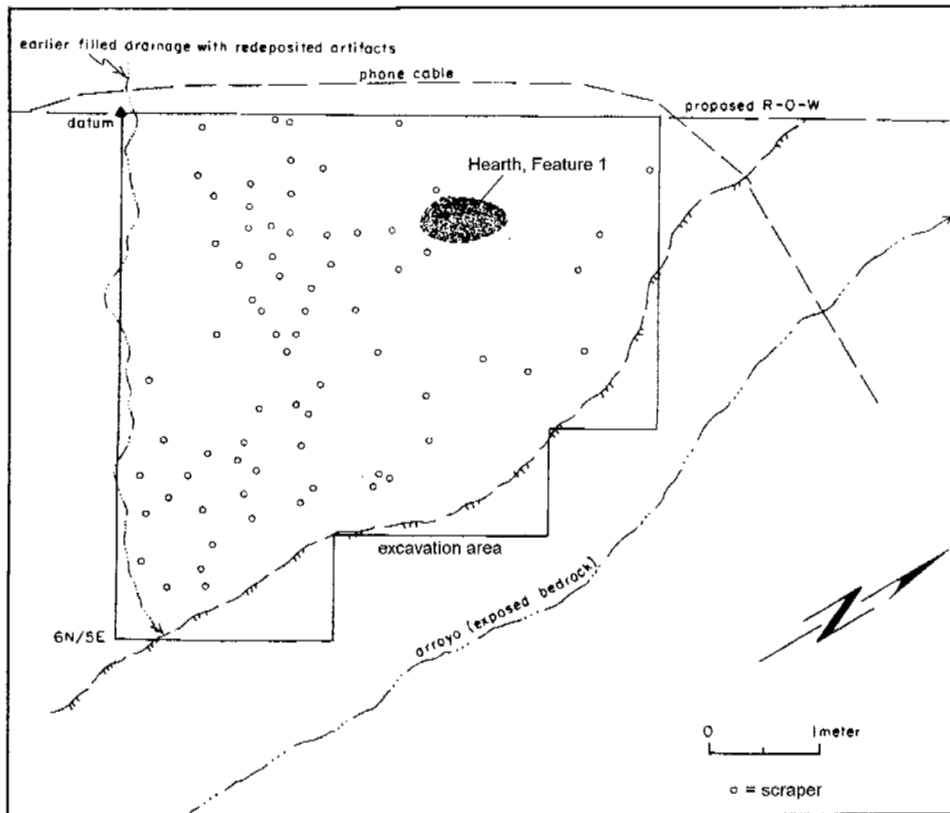 earlier filled drainage with redeposited artifacts
phone cable
proposed R-O-W
datum
Hearth, Feature 1
excavation area
6N/5E
arroyo (exposed bedrock)
N
0 1 meter
o = scraper